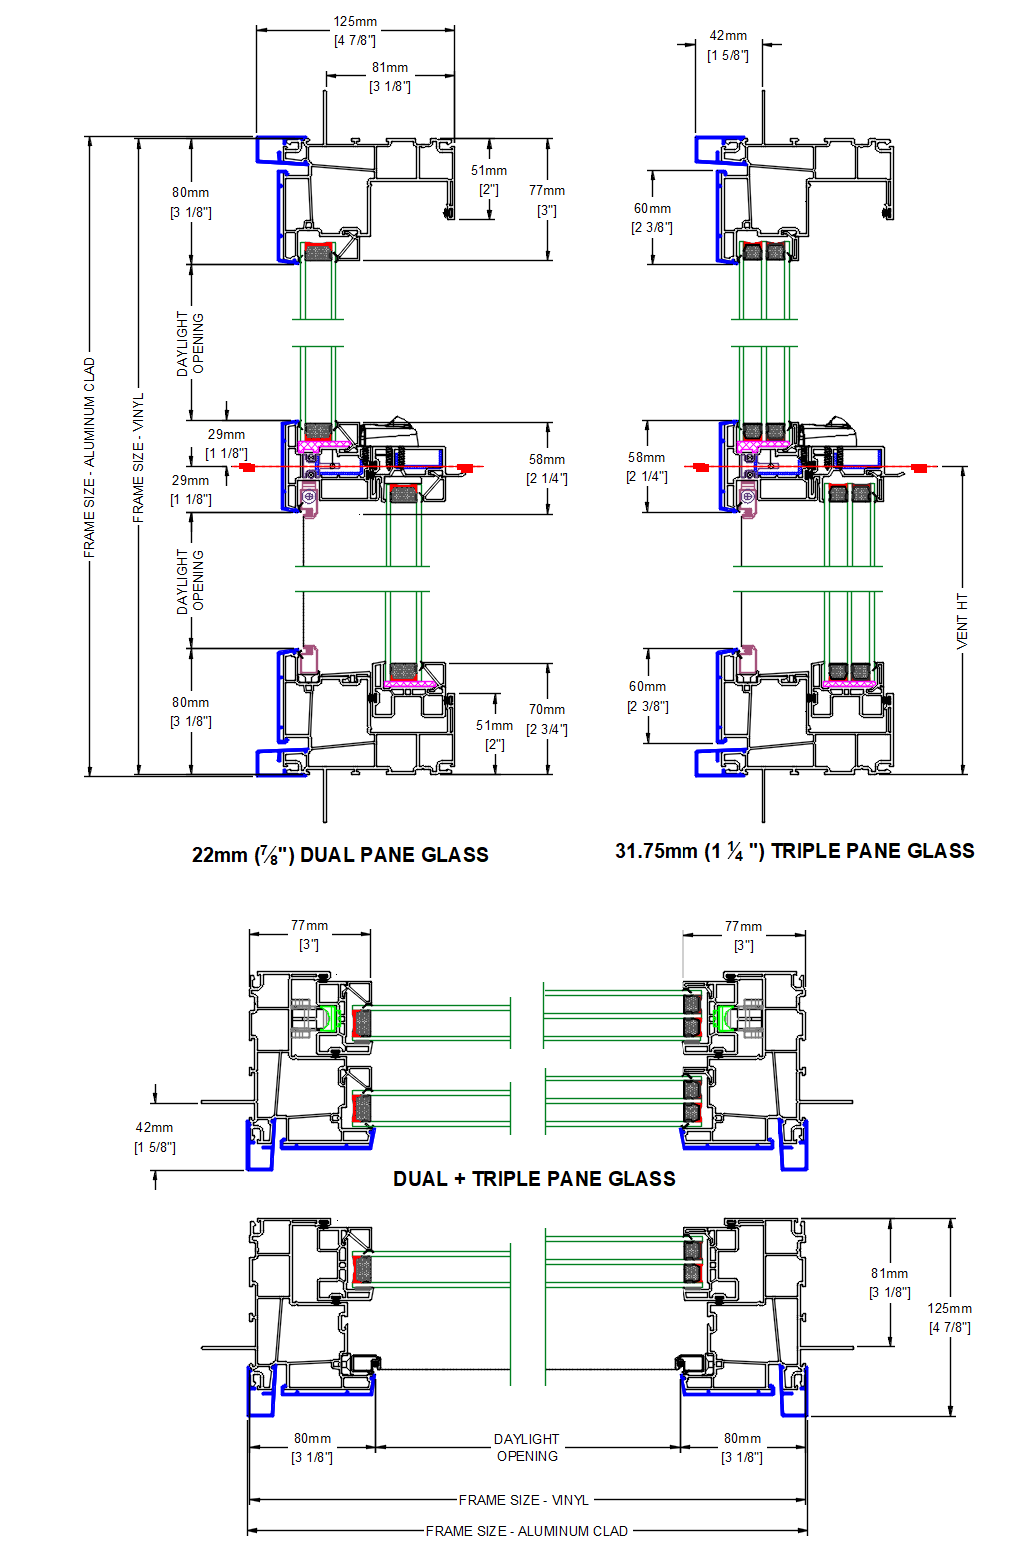 125mm
[4 7/8"]
81mm
[3 1/8"]
42mm
[1 5/8"]
80mm
[3 1/8"]
51mm
[2"]
77mm
[3"]
60mm
[2 3/8"]
DAYLIGHT
OPENING
FRAME SIZE - ALUMINUM CLAD
FRAME SIZE - VINYL
29mm
[1 1/8"]
29mm
[1 1/8"]
58mm
[2 1/4"]
58mm
[2 1/4"]
DAYLIGHT
OPENING
VENT HT
80mm
[3 1/8"]
51mm
[2"]
70mm
[2 3/4"]
60mm
[2 3/8"]
22mm (⅞") DUAL PANE GLASS
31.75mm (1 ¼ ") TRIPLE PANE GLASS
77mm
[3"]
77mm
[3"]
42mm
[1 5/8"]
DUAL + TRIPLE PANE GLASS
81mm
[3 1/8"]
125mm
[4 7/8"]
80mm
[3 1/8"]
DAYLIGHT
OPENING
80mm
[3 1/8"]
FRAME SIZE - VINYL
FRAME SIZE - ALUMINUM CLAD